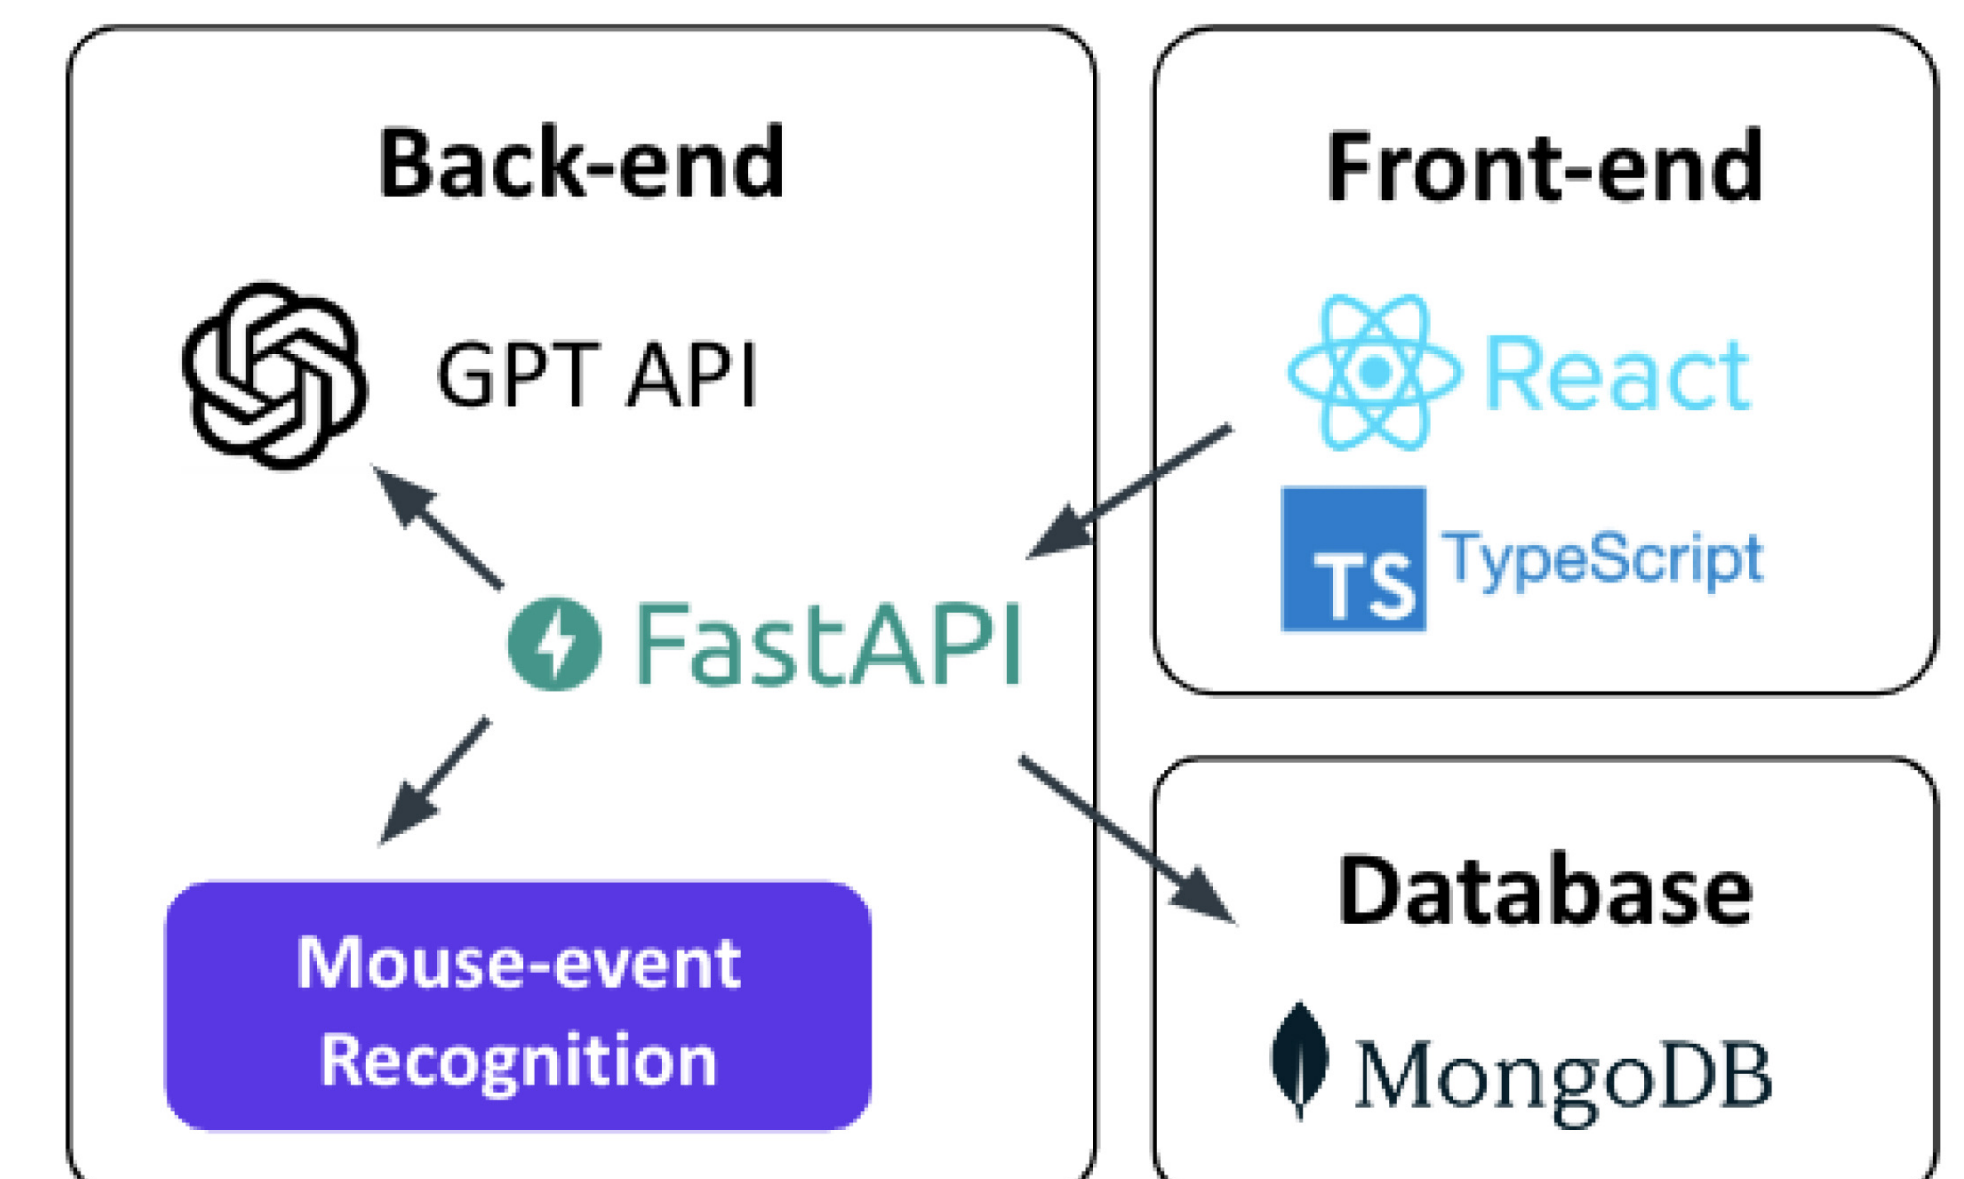 Back-end
GPT API
FastAPI
Mouse-event
Recognition
Front-end
React
TS TypeScript
Database
MongoDB